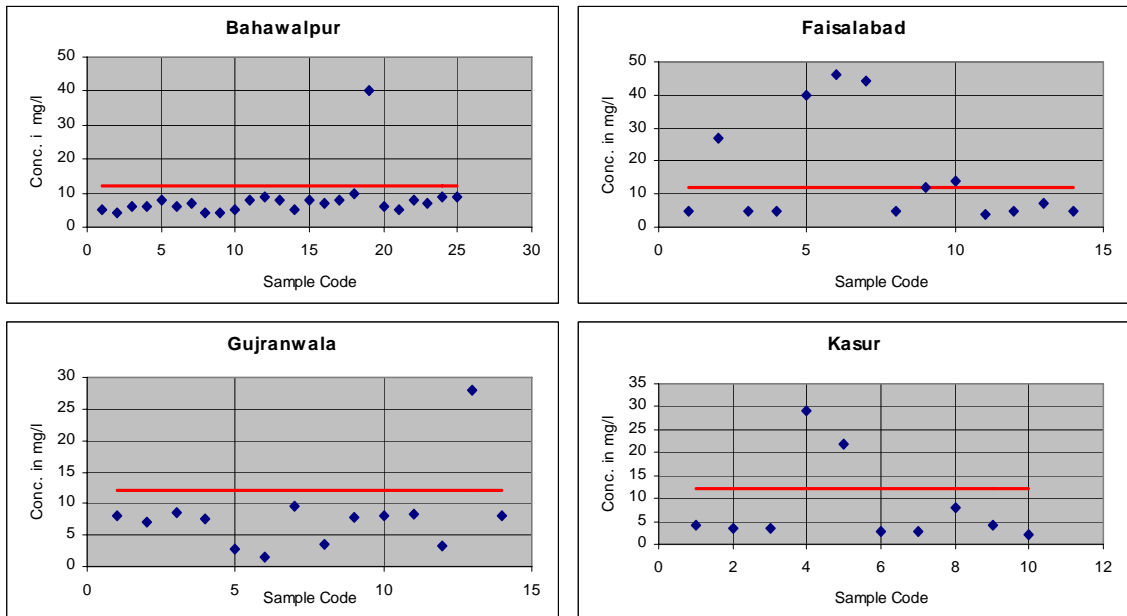 Bahawalpur
50
40
30
20
10
0
0 5 10 15 20 25 30
Conc. i mg/l
Sample Code
Faisalabad
50
40
30
20
10
0
0 5 10 15
Conc. in mg/l
Sample Code
Gujranwala
30
25
20
15
10
5
0
0 5 10 15
Conc. in mg/l
Sample Code
Kasur
35
30
25
20
15
10
5
0
0 2 4 6 8 10 12
Conc. in mg/l
Sample Code